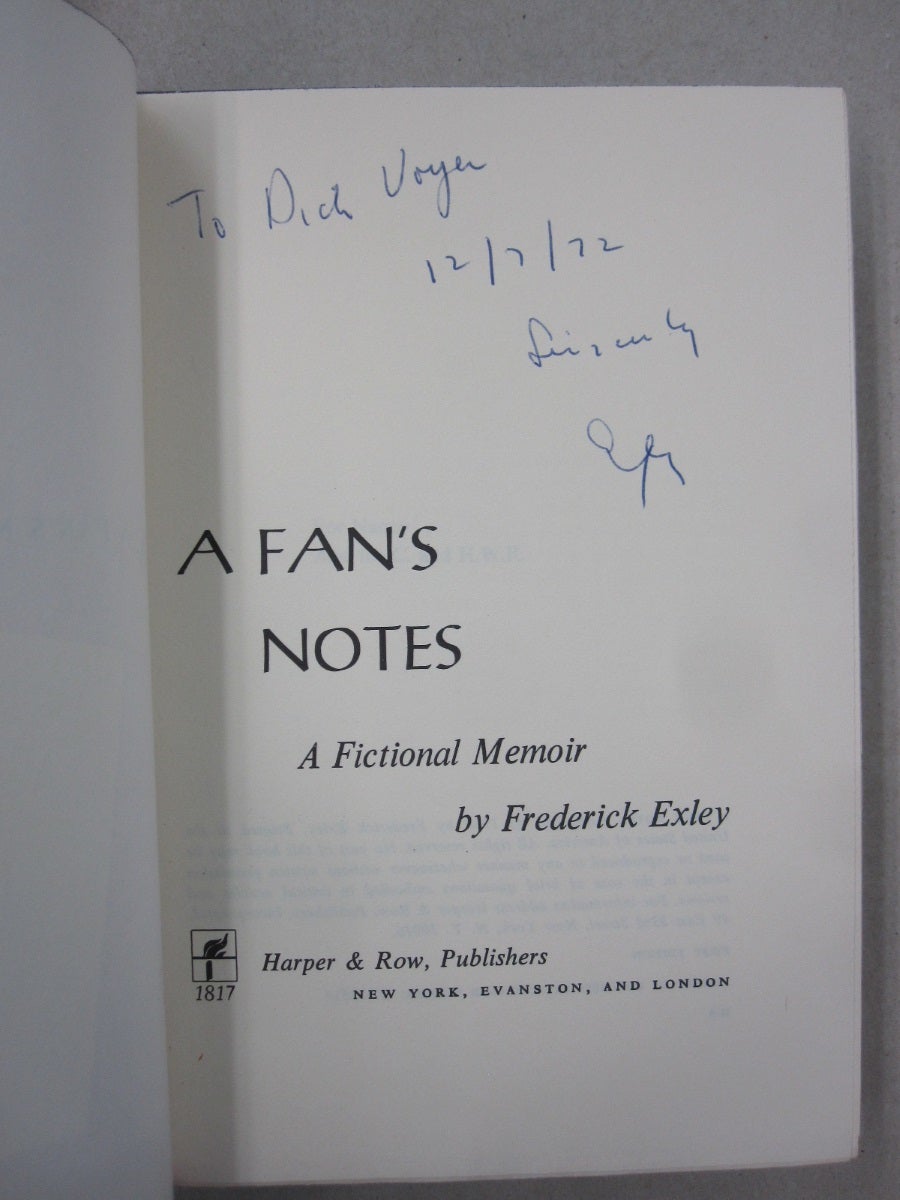 To Dick Voyer
12/7/72
Sincerely
A FAN'S
NOTES
A Fictional Memoir
by Frederick Exley
1817
Harper & Row, Publishers
NEW YORK, EVANSTON, AND LONDON